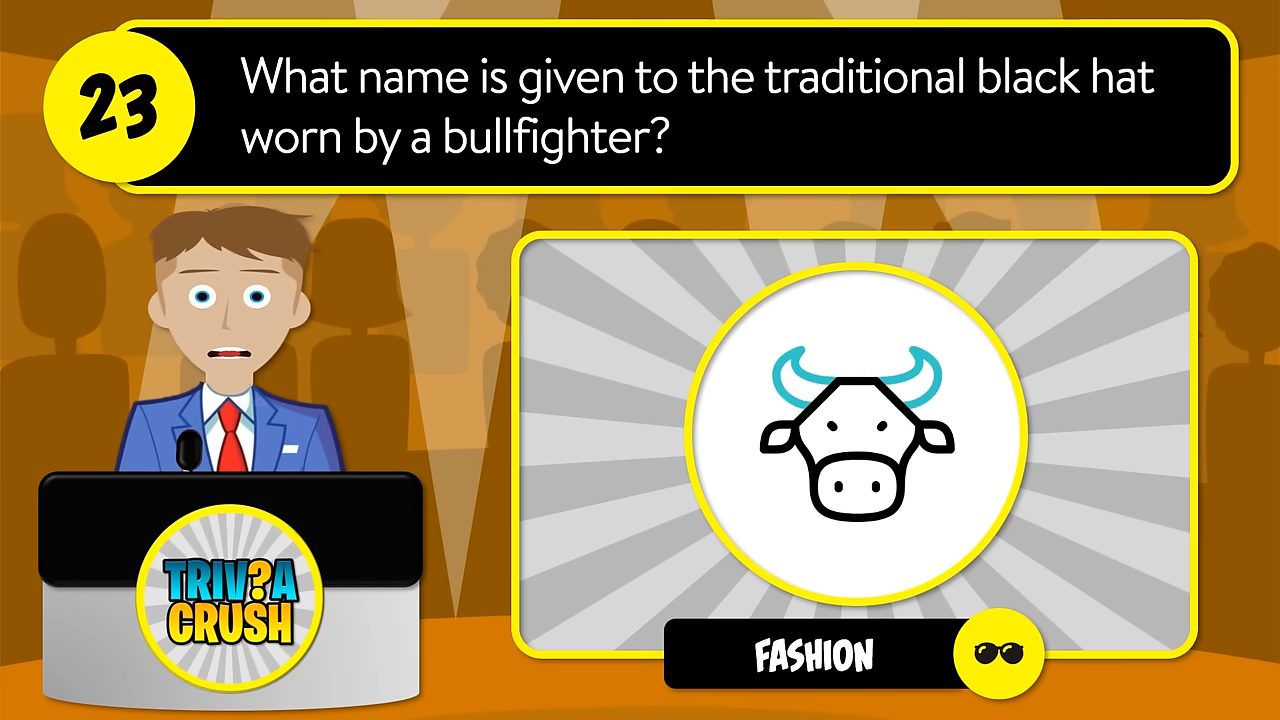 23
What name is given to the traditional black hat
worn by a bullfighter?
TRIV?A
CRUSH
FASHION